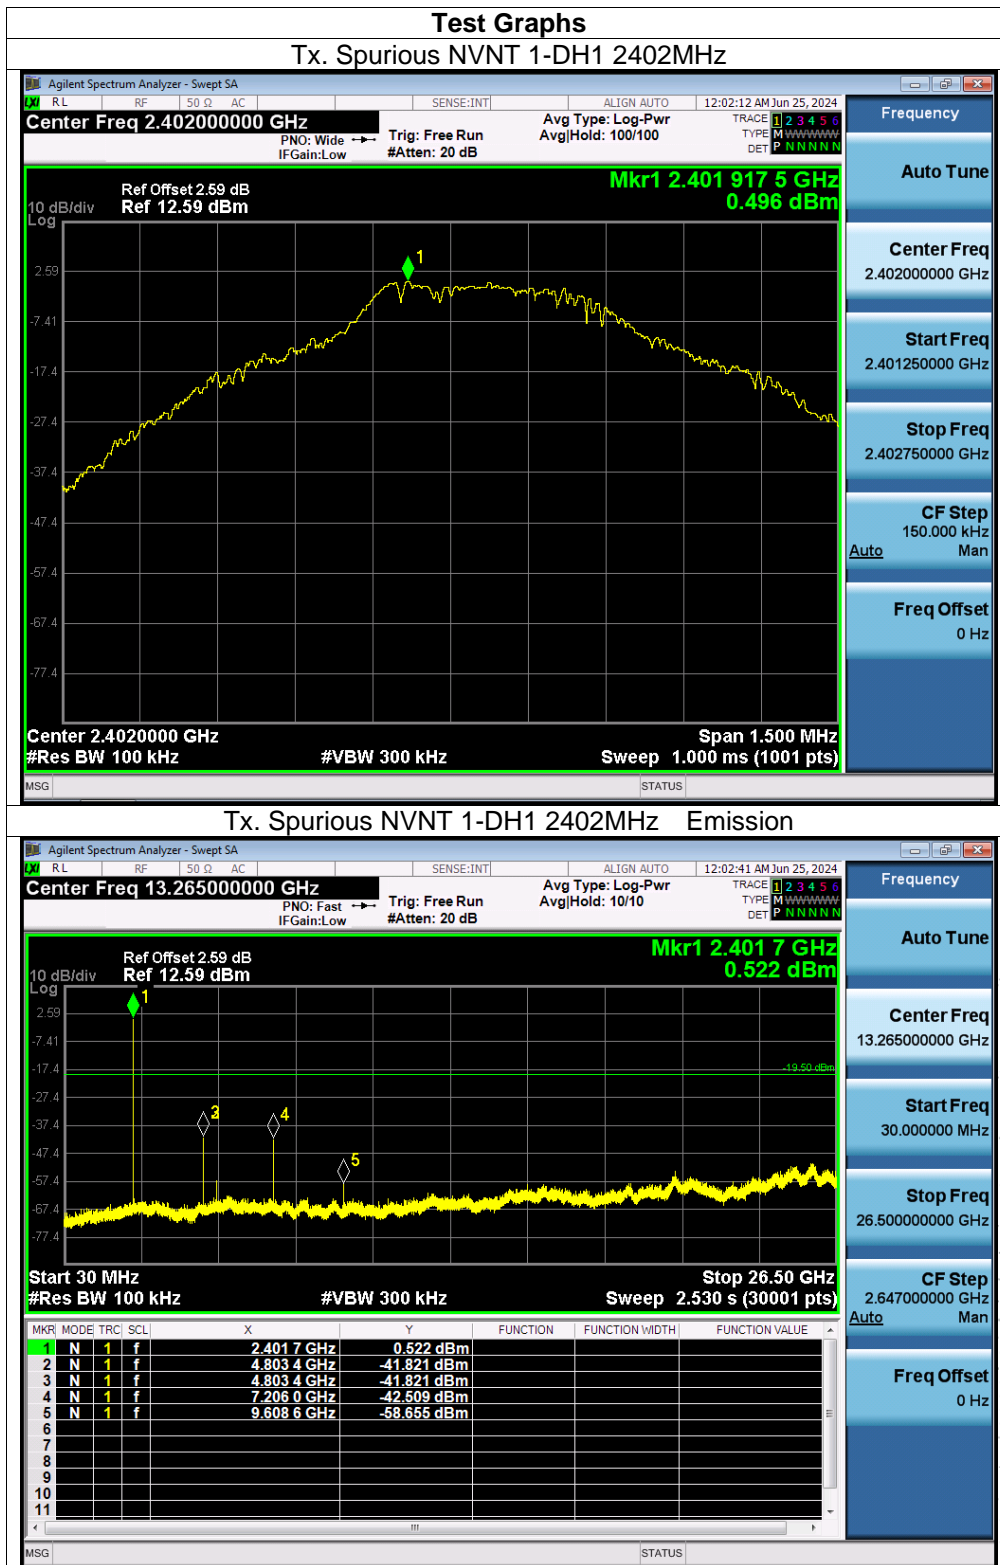 Test Graphs
Tx. Spurious NVNT 1-DH1 2402MHz
Agilent Spectrum Analyzer - Swept SA
LXI RL RF 50 Ω AC SENSE:INT ALIGN AUTO 12:02:12 AM Jun 25, 2024
Center Freq 2.402000000 GHz Avg Type: Log-Pwr TRACE 1 2 3 4 5 6
PNO: Wide Trig: Free Run Avg|Hold: 100/100 TYPE M WWWWW
IFGain:Low #Atten: 20 dB DET P N N N N N
Mkr1 2.401 917 5 GHz
Ref Offset 2.59 dB
10 dB/div Ref 12.59 dBm 0.496 dBm
Log
1
2.59
-7.41
-17.4
-27.4
-37.4
-47.4
-57.4
-67.4
-77.4
Center 2.4020000 GHz Span 1.500 MHz
#Res BW 100 kHz #VBW 300 kHz Sweep 1.000 ms (1001 pts)
MSG STATUS
Frequency
Auto Tune
Center Freq
2.402000000 GHz
Start Freq
2.401250000 GHz
Stop Freq
2.402750000 GHz
CF Step
150.000 kHz
Auto Man
Freq Offset
0 Hz
Tx. Spurious NVNT 1-DH1 2402MHz Emission
Agilent Spectrum Analyzer - Swept SA
LXI RL RF 50 Ω AC SENSE:INT ALIGN AUTO 12:02:41 AM Jun 25, 2024
Center Freq 13.265000000 GHz Avg Type: Log-Pwr TRACE 1 2 3 4 5 6
PNO: Fast Trig: Free Run Avg|Hold: 10/10 TYPE M WWWWW
IFGain:Low #Atten: 20 dB DET P N N N N N
Mkr1 2.401 7 GHz
Ref Offset 2.59 dB
10 dB/div Ref 12.59 dBm 0.522 dBm
Log
1
2.59
-7.41
-17.4 -19.50 dBm
-27.4
3 4
-37.4
-47.4
5
-57.4
-67.4
-77.4
Start 30 MHz Stop 26.50 GHz
#Res BW 100 kHz #VBW 300 kHz Sweep 2.530 s (30001 pts)
MKR MODE TRC SCL X Y FUNCTION FUNCTION WIDTH FUNCTION VALUE
1 N 1 f 2.401 7 GHz 0.522 dBm
2 N 1 f 4.803 4 GHz -41.821 dBm
3 N 1 f 4.803 4 GHz -41.821 dBm
4 N 1 f 7.206 0 GHz -42.509 dBm
5 N 1 f 9.608 6 GHz -58.655 dBm
6
7
8
9
10
11
MSG STATUS
Frequency
Auto Tune
Center Freq
13.265000000 GHz
Start Freq
30.000000 MHz
Stop Freq
26.500000000 GHz
CF Step
2.647000000 GHz
Auto Man
Freq Offset
0 Hz